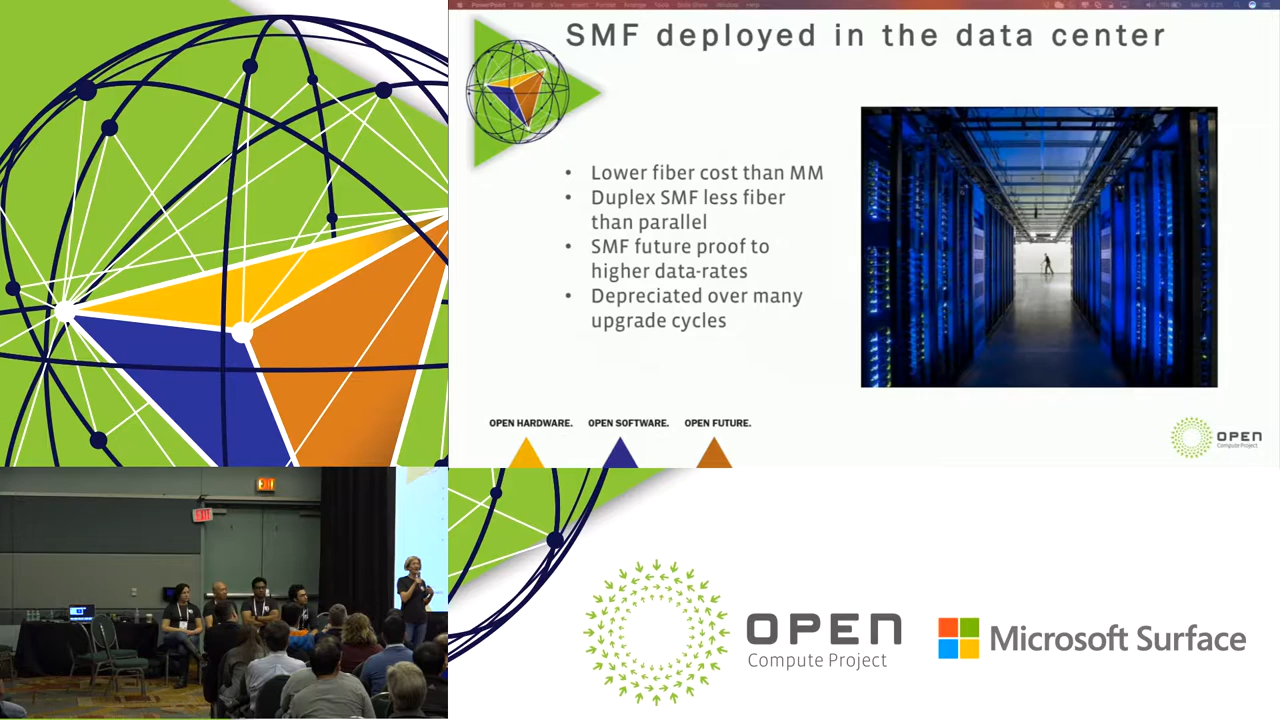 SMF deployed in the data center
• Lower fiber cost than MM
• Duplex SMF less fiber
than parallel
• SMF future proof to
higher data-rates
• Depreciated over many
upgrade cycles
OPEN HARDWARE. OPEN SOFTWARE. OPEN FUTURE.
OPEN
Compute Project
OPEN
Compute Project
Microsoft Surface